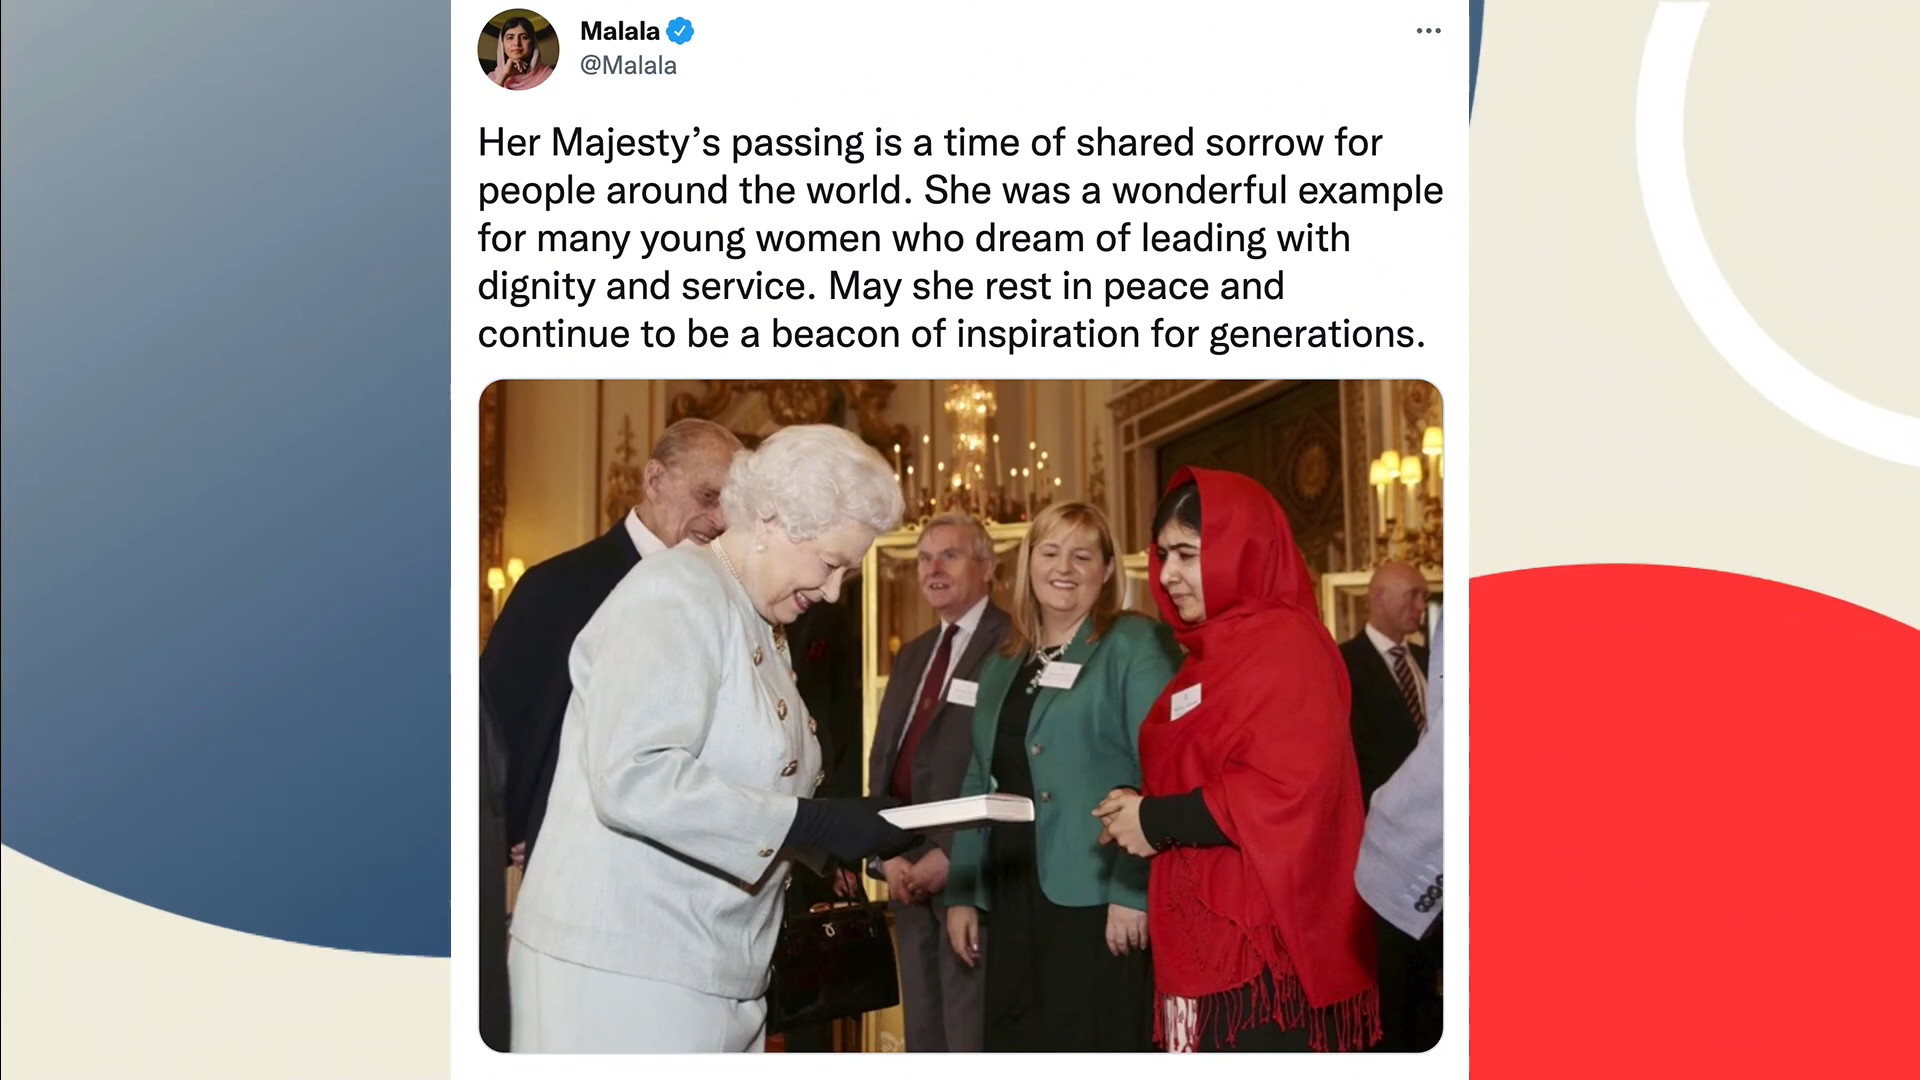 Malala
@Malala
Her Majesty’s passing is a time of shared sorrow for
people around the world. She was a wonderful example
for many young women who dream of leading with
dignity and service. May she rest in peace and
continue to be a beacon of inspiration for generations.